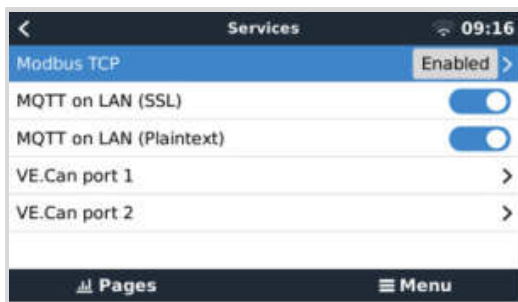 Services 09:16
Modbus TCP Enabled
MQTT on LAN (SSL)
MQTT on LAN (Plaintext)
VE.Can port 1
VE.Can port 2
Pages Menu